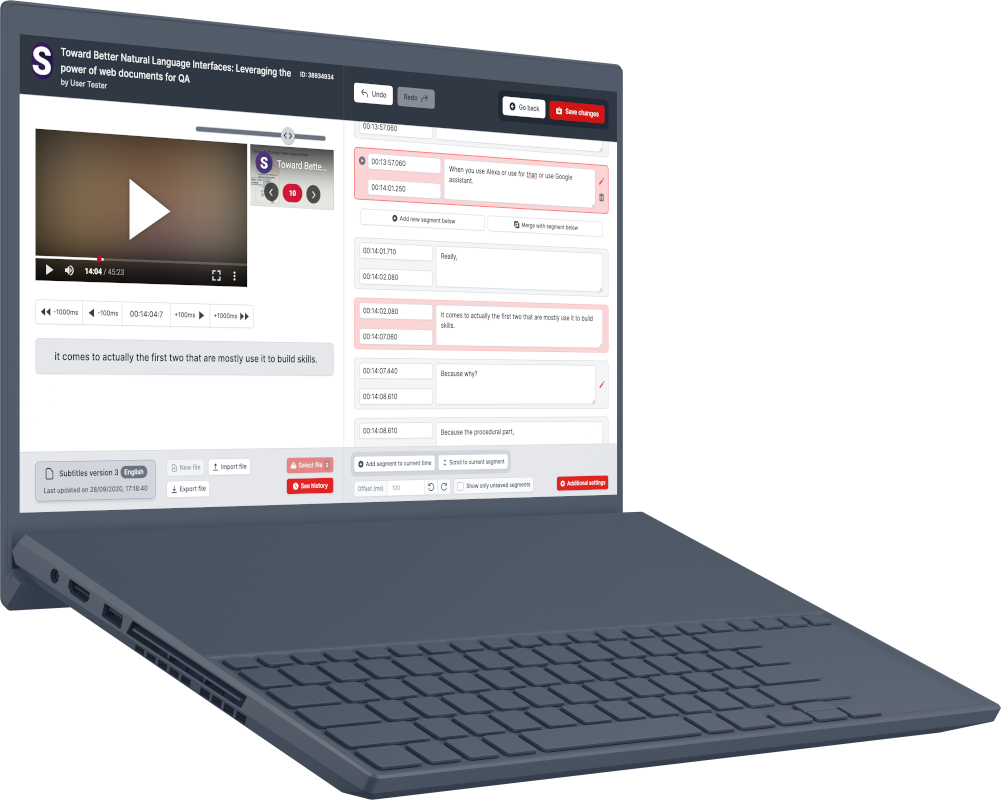 S
Toward Better Natural Language Interfaces: Leveraging the
power of web documents for QA
by User Tester
ID: 38934934
Undo
Redo
Go back
Save changes
S
Toward Bette...
10
14:04 / 45:23
-1000ms
-100ms
00:14:04:7
+100ms
+1000ms
it comes to actually the first two that are mostly use it to build skills.
Subtitles version 3 English
Last updated on 28/09/2020, 17:18:40
New file
Import file
Export file
Select file
See history
00:13:57.060
00:13:57.060
00:14:01.250
When you use Alexa or use for than or use Google
assistant.
Add new segment below
Merge with segment below
00:14:01.710
00:14:02.080
Really,
00:14:02.080
00:14:07.060
It comes to actually the first two that are mostly use it to build
skills.
00:14:07.440
00:14:08.610
Because why?
00:14:08.610
Because the procedural part,
Add segment to current time
Scroll to current segment
Offset (ms)
100
Show only unsaved segments
Additional settings